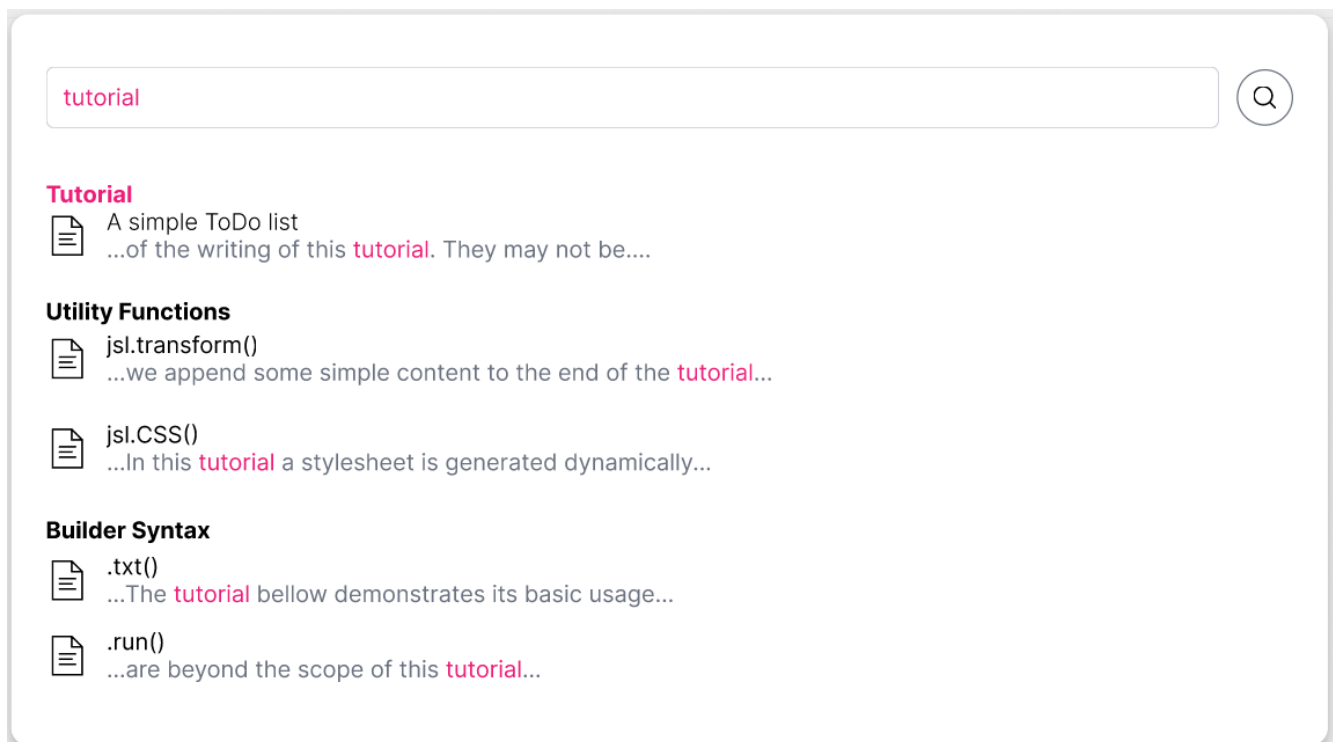 tutorial
Tutorial
A simple ToDo list
...of the writing of this tutorial. They may not be....
Utility Functions
jsl.transform()
...we append some simple content to the end of the tutorial...
jsl.CSS()
...In this tutorial a stylesheet is generated dynamically...
Builder Syntax
.txt()
...The tutorial bellow demonstrates its basic usage...
.run()
...are beyond the scope of this tutorial...